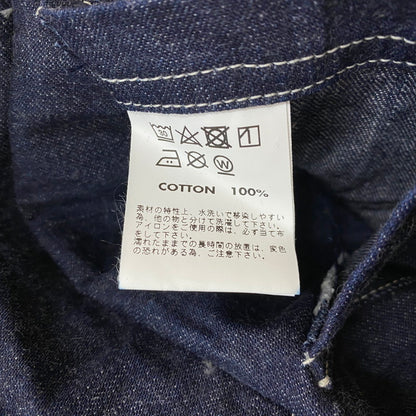 30
W
COTTON 100%
素材の特性上、水洗いで移染しやすい
為、他の物と分けて洗濯して下さい。
アイロンをご使用の際は、必ず当て布
をして下さい。
濡れたままでの長時間の放置は、変色
の恐れがある為、ご注意下さい。